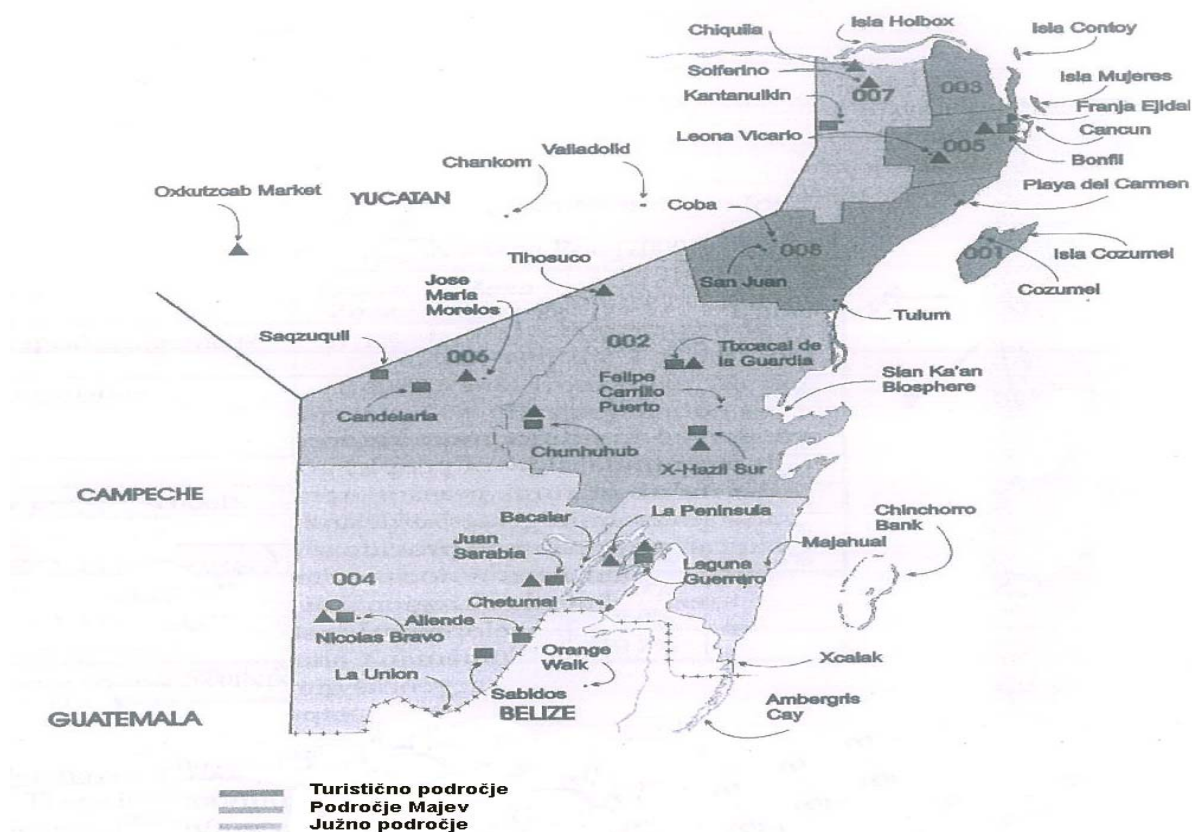 Isla Holbox
Chiquila
Isla Contoy
Solferino
Isla Mujeres
Kantanulkin
007
003
Franja Ejidal
Leona Vicario
Cancun
005
Bonfil
Valladolid
Chankom
Oxkutzcab Market
YUCATAN
Playa del Carmen
Coba
008
Tihosuco
San Juan
001
Isla Cozumel
Cozumel
Jose
Maria
Morelos
Tulum
Saqzuquil
006
002
Tixcacal de
la Guardia
Sian Ka'an
Biosphere
Felipe
Carrillo
Puerto
Candelaria
Chunhuhub
X-Hazil Sur
CAMPECHE
Bacalar
La Peninsula
Chinchorro
Bank
Juan
Sarabia
Majahual
Laguna
Guerrero
004
Chetumal
Allende
Nicolas Bravo
Orange
Walk
Xcalak
La Union
Sabidos
Ambergris
Cay
GUATEMALA
BELIZE
Turistično področje
Področje Majev
Južno področje